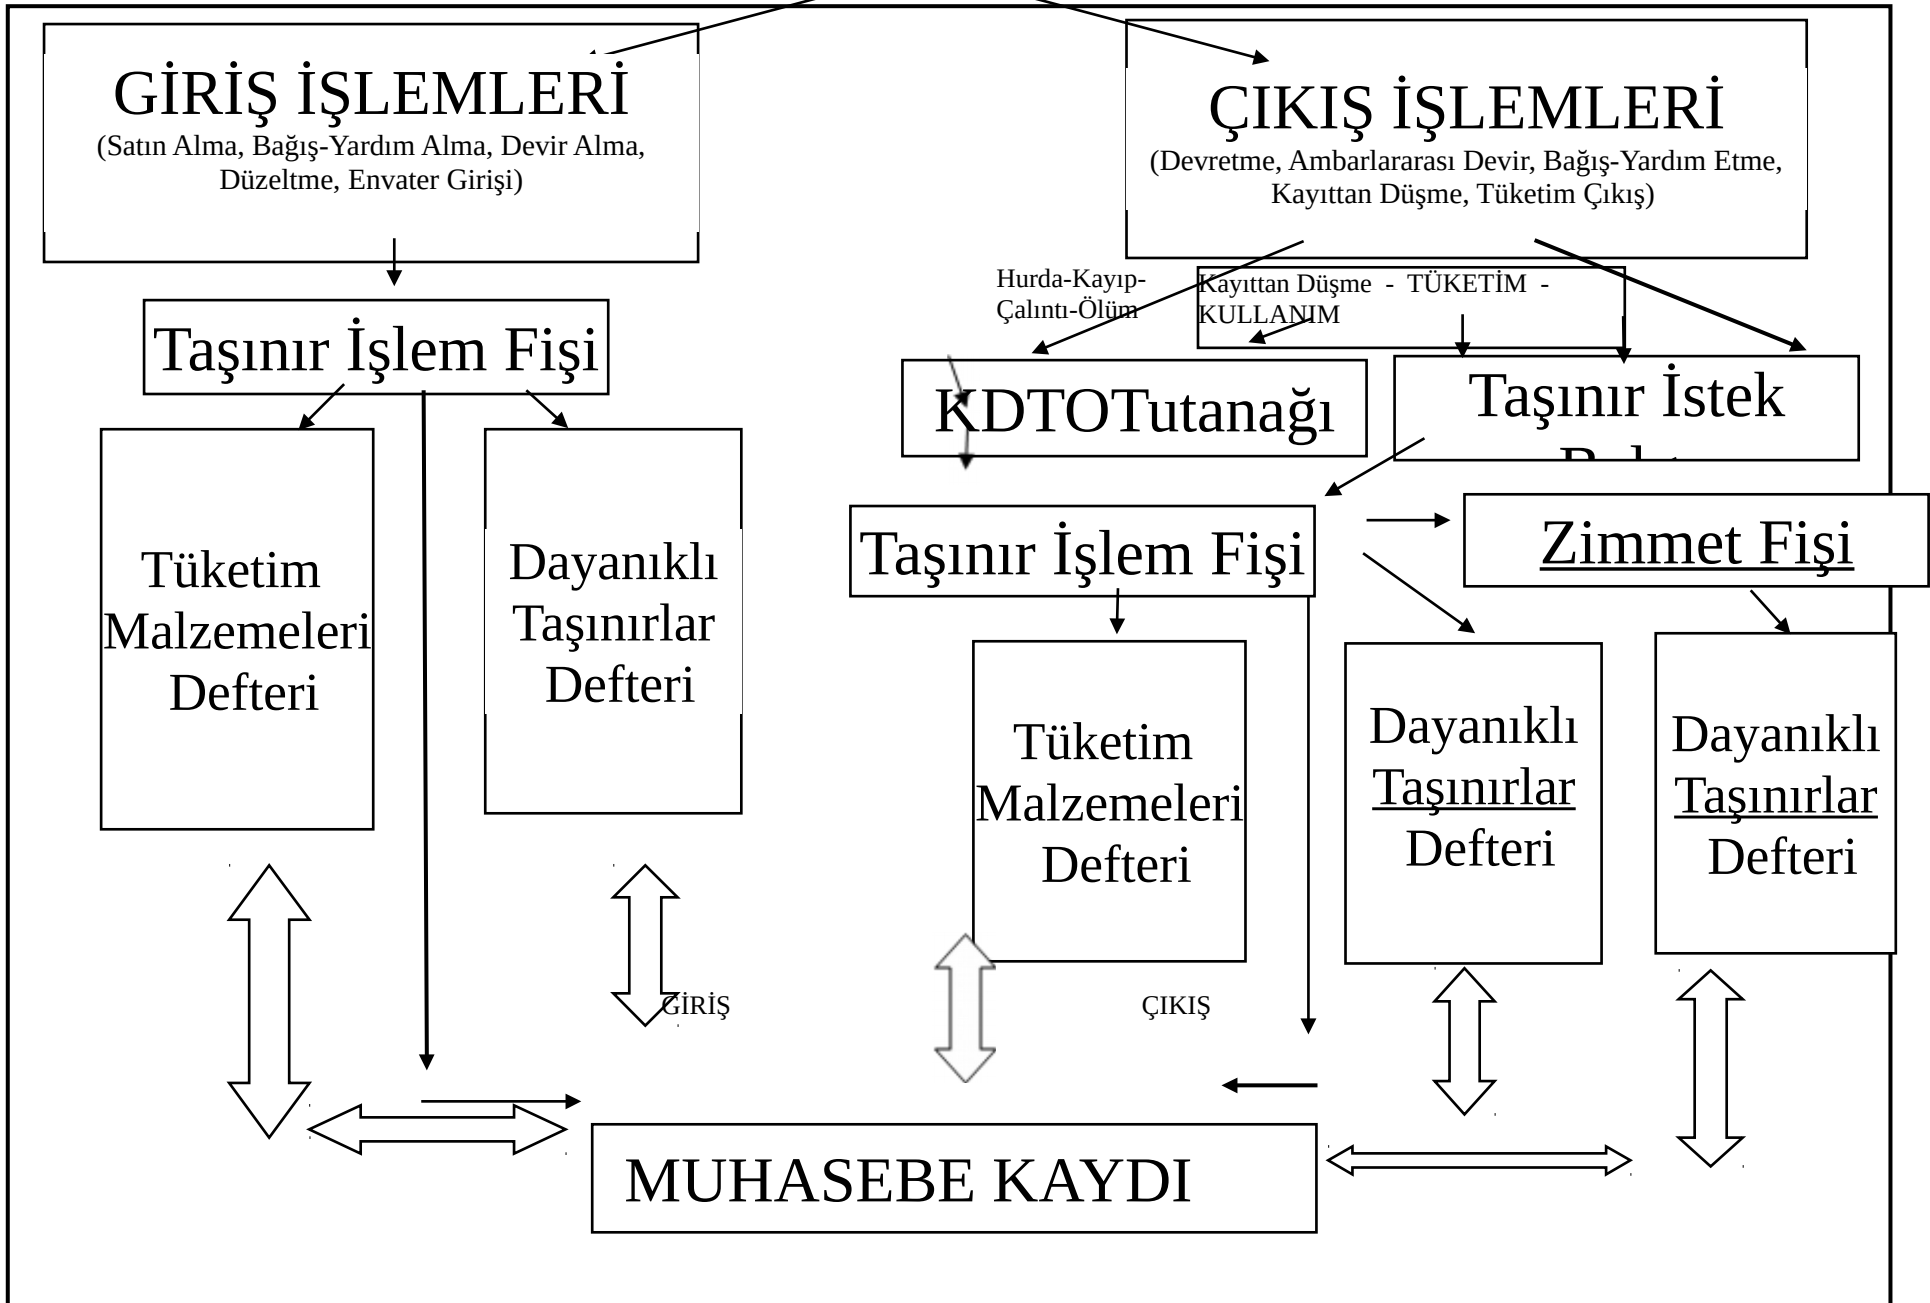 GİRİŞ İŞLEMLERİ
(Satın Alma, Bağış-Yardım Alma, Devir Alma,
Düzeltme, Envater Girişi)
ÇIKIŞ İŞLEMLERİ
(Devretme, Ambarlararası Devir, Bağış-Yardım Etme,
Kayıttan Düşme, Tüketim Çıkış)
Hurda-Kayıp-
Çalıntı-Ölüm
Kayıttan Düşme - TÜKETİM -
KULLANIM
Taşınır İşlem Fişi
KDTOTutanağı
Taşınır İstek
Taşınır İşlem Fişi
Zimmet Fişi
Tüketim
Malzemeleri
Defteri
Dayanıklı
Taşınırlar
Defteri
Tüketim
Malzemeleri
Defteri
Dayanıklı
Taşınırlar
Defteri
Dayanıklı
Taşınırlar
Defteri
GİRİŞ
ÇIKIŞ
MUHASEBE KAYDI